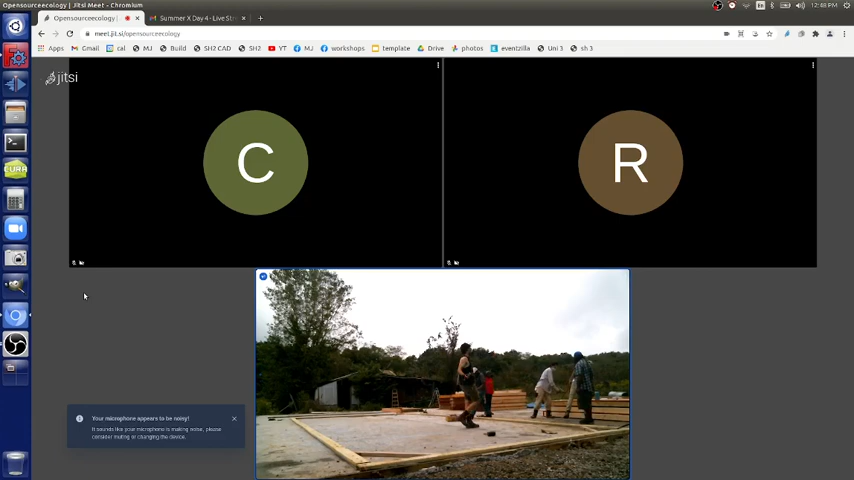 Opensourceecology | Jitsi Meet - Chromium
12:48 PM
Opensourceecology | J
Summer X Day 4 - Live St
meet.jit.si/opensourceecology
Apps
Gmail
cal
MJ
Build
SH2 CAD
SH2
YT
MJ
workshops
template
Drive
photos
eventzilla
Uni 3
sh 3
jitsi
C
R
CURA
Your microphone appears to be noisy!
It sounds like your microphone is making noise, please
consider muting or changing the device.